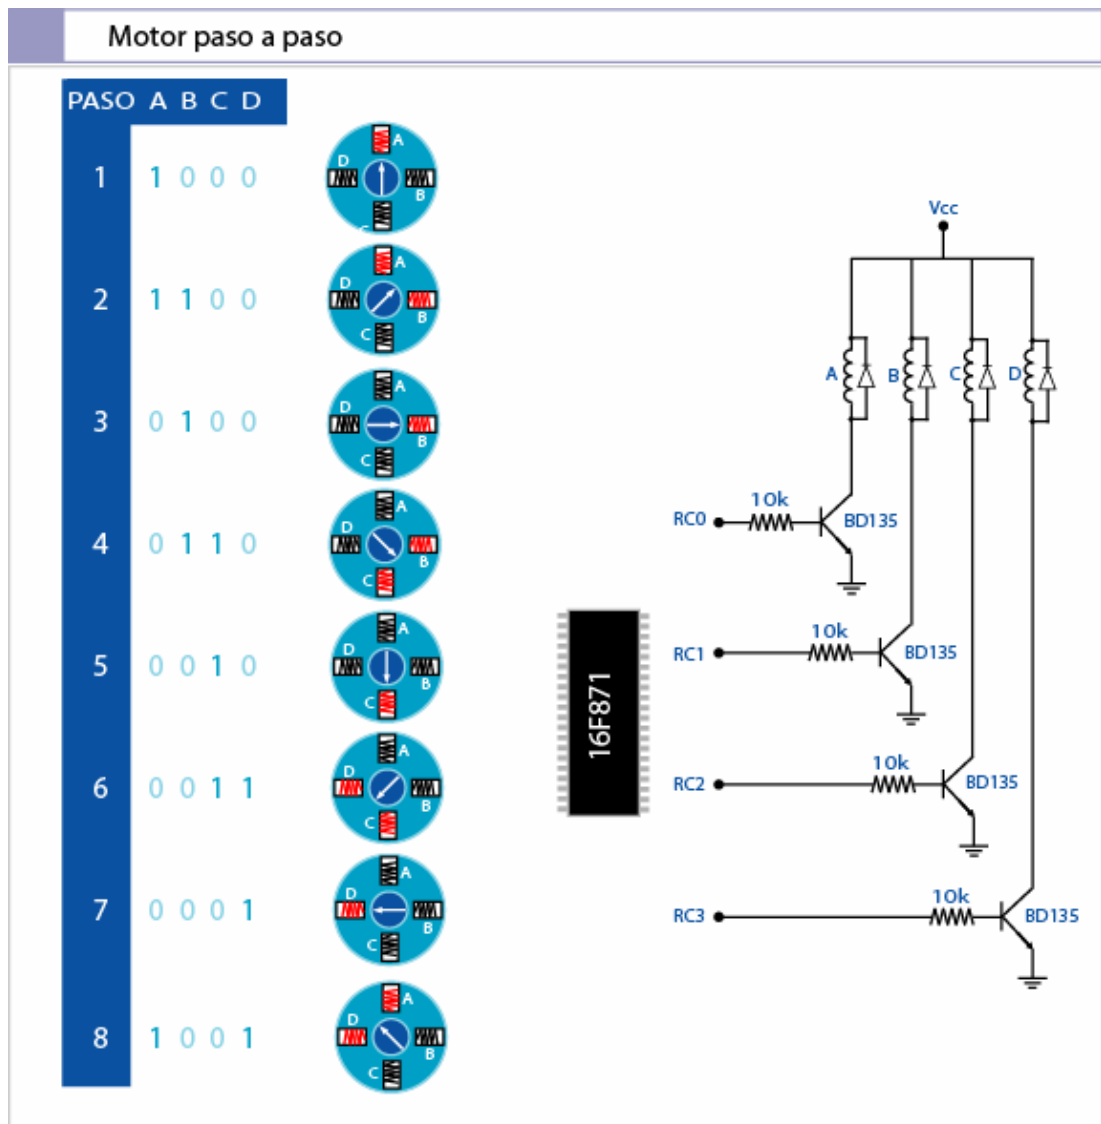 Motor paso a paso
PASO A B C D
1 1 0 0 0
A
D
B
C
2 1 1 0 0
A
D
B
C
3 0 1 0 0
A
D
B
C
4 0 1 1 0
A
D
B
C
5 0 0 1 0
A
D
B
C
6 0 0 1 1
A
D
B
C
7 0 0 0 1
A
D
B
C
8 1 0 0 1
A
D
B
C
16F871
Vcc
A B C D
10k
RC0 BD135
10k
RC1 BD135
10k
RC2 BD135
10k
RC3 BD135